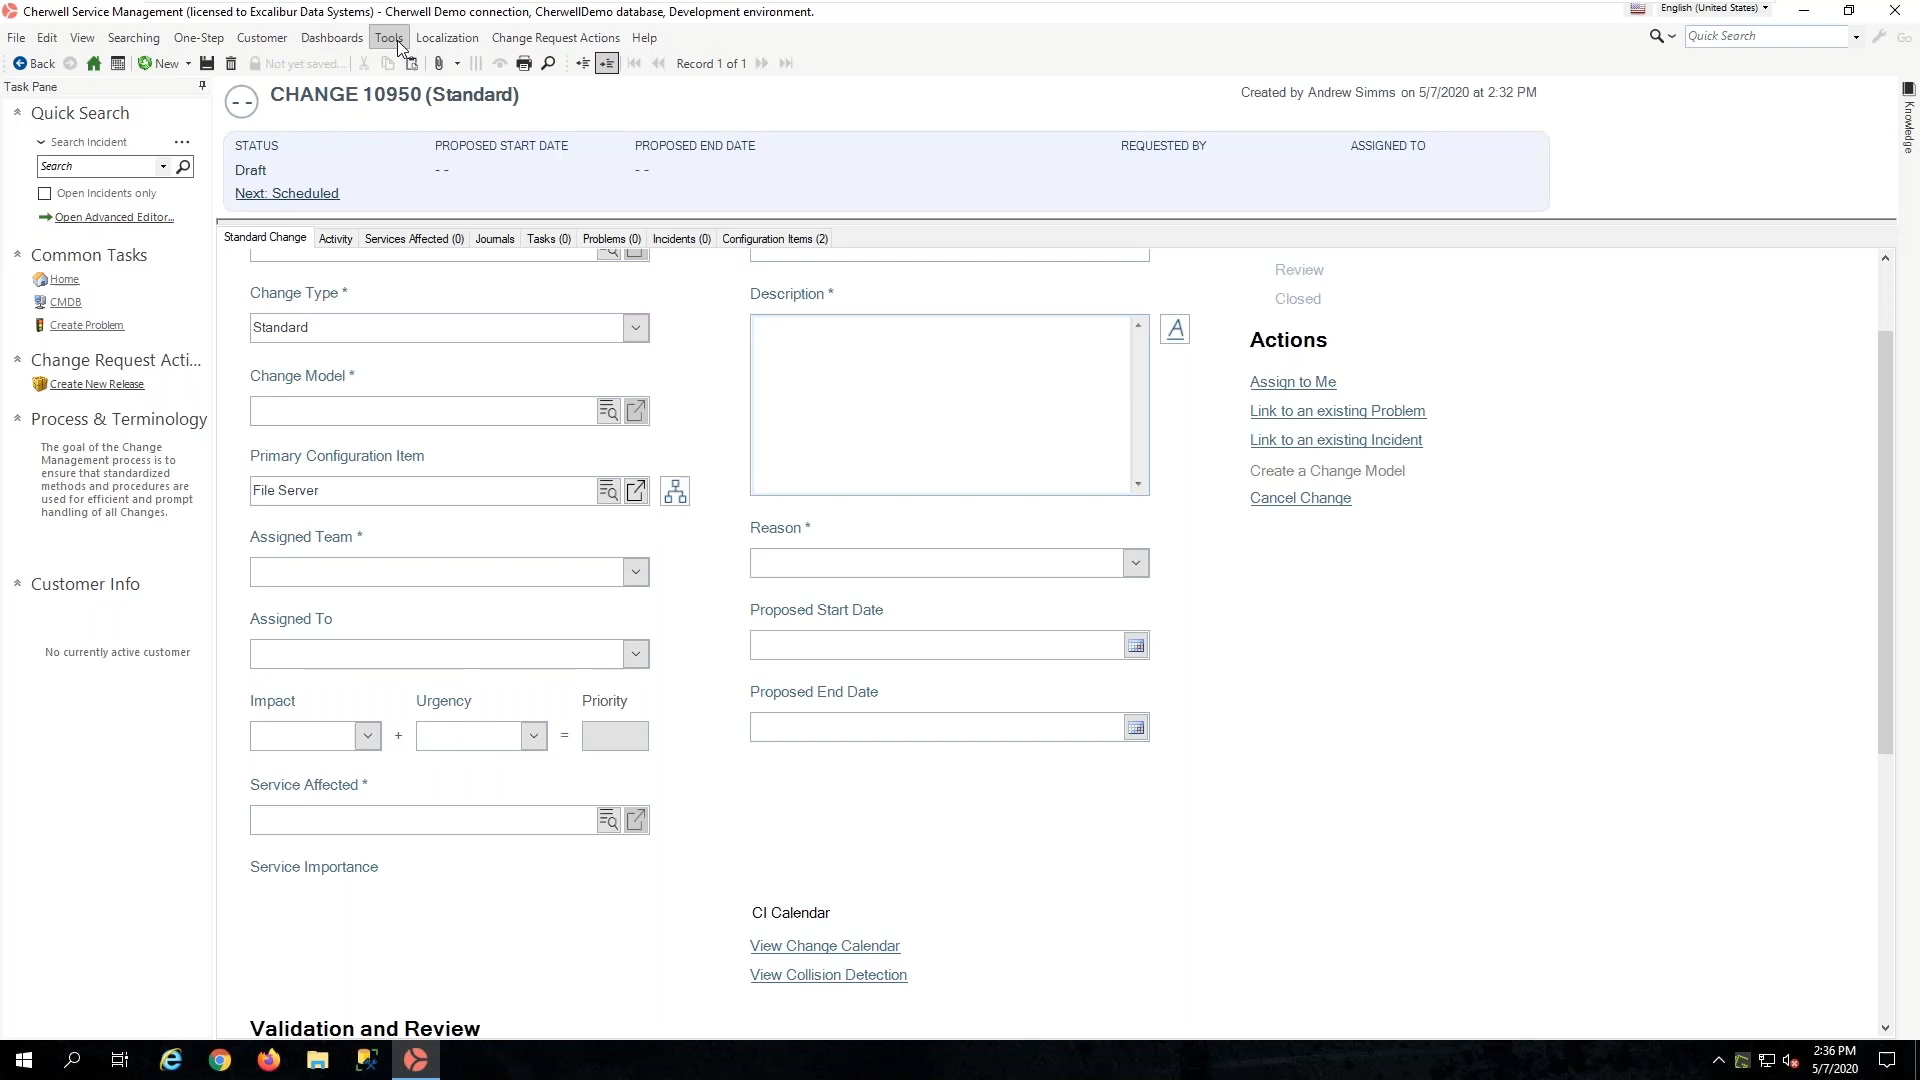 Cherwell Service Management (licensed to Excalibur Data Systems) - Cherwell Demo connection, CherwellDemo database, Development environment.
English (United States)
File Edit View Searching One-Step Customer Dashboards Tools Localization Change Request Actions Help
Quick Search
Go
Back
New
Not yet saved...
Record 1 of 1
Task Pane
Quick Search
Search Incident
Search
Open Incidents only
Open Advanced Editor...
Common Tasks
Home
CMDB
Create Problem
Change Request Acti...
Create New Release
Process & Terminology
The goal of the Change
Management process is to
ensure that standardized
methods and procedures are
used for efficient and prompt
handling of all Changes.
Customer Info
No currently active customer
- -
CHANGE 10950 (Standard)
Created by Andrew Simms on 5/7/2020 at 2:32 PM
STATUS PROPOSED START DATE PROPOSED END DATE REQUESTED BY ASSIGNED TO
Draft - - - -
Next: Scheduled
Standard Change Activity Services Affected (0) Journals Tasks (0) Problems (0) Incidents (0) Configuration Items (2)
Change Type *
Standard
Change Model *
Primary Configuration Item
File Server
Assigned Team *
Assigned To
Impact Urgency Priority
+ =
Service Affected *
Service Importance
Validation and Review
Description *
A
Reason *
Proposed Start Date
Proposed End Date
CI Calendar
View Change Calendar
View Collision Detection
Review
Closed
Actions
Assign to Me
Link to an existing Problem
Link to an existing Incident
Create a Change Model
Cancel Change
Knowledge
2:36 PM
5/7/2020